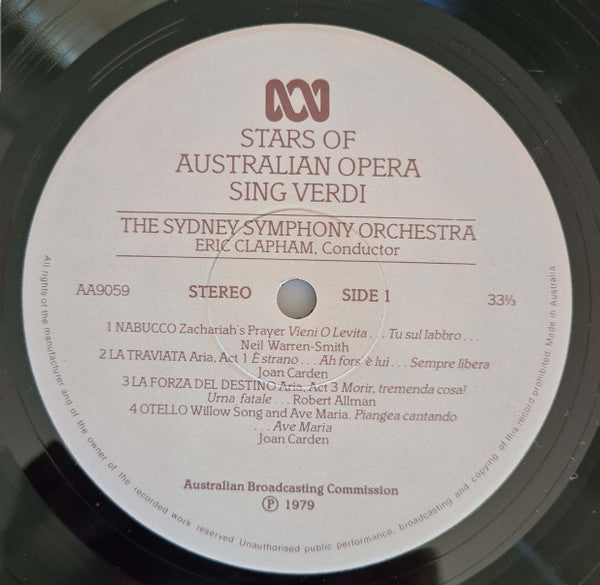 STARS OF
AUSTRALIAN OPERA
SING VERDI
THE SYDNEY SYMPHONY ORCHESTRA
ERIC CLAPHAM, Conductor
AA9059 STEREO SIDE 1 33⅓
1 NABUCCO Zachariah's Prayer Vieni O Levita . . . Tu sul labbro . . .
Neil Warren-Smith
2 LA TRAVIATA Aria, Act 1 È strano . . . Ah fors' è lui . . . Sempre libera
Joan Carden
3 LA FORZA DEL DESTINO Aria, Act 3 Morir, tremenda cosa!
Urna fatale . . . Robert Allman
4 OTELLO Willow Song and Ave Maria. Piangea cantando
. . . Ave Maria
Joan Carden
Australian Broadcasting Commission
Ⓟ 1979
All rights of the manufacturer and of the owner of the recorded work reserved Unauthorised public performance, broadcasting and copying of this record prohibited. Made in Australia